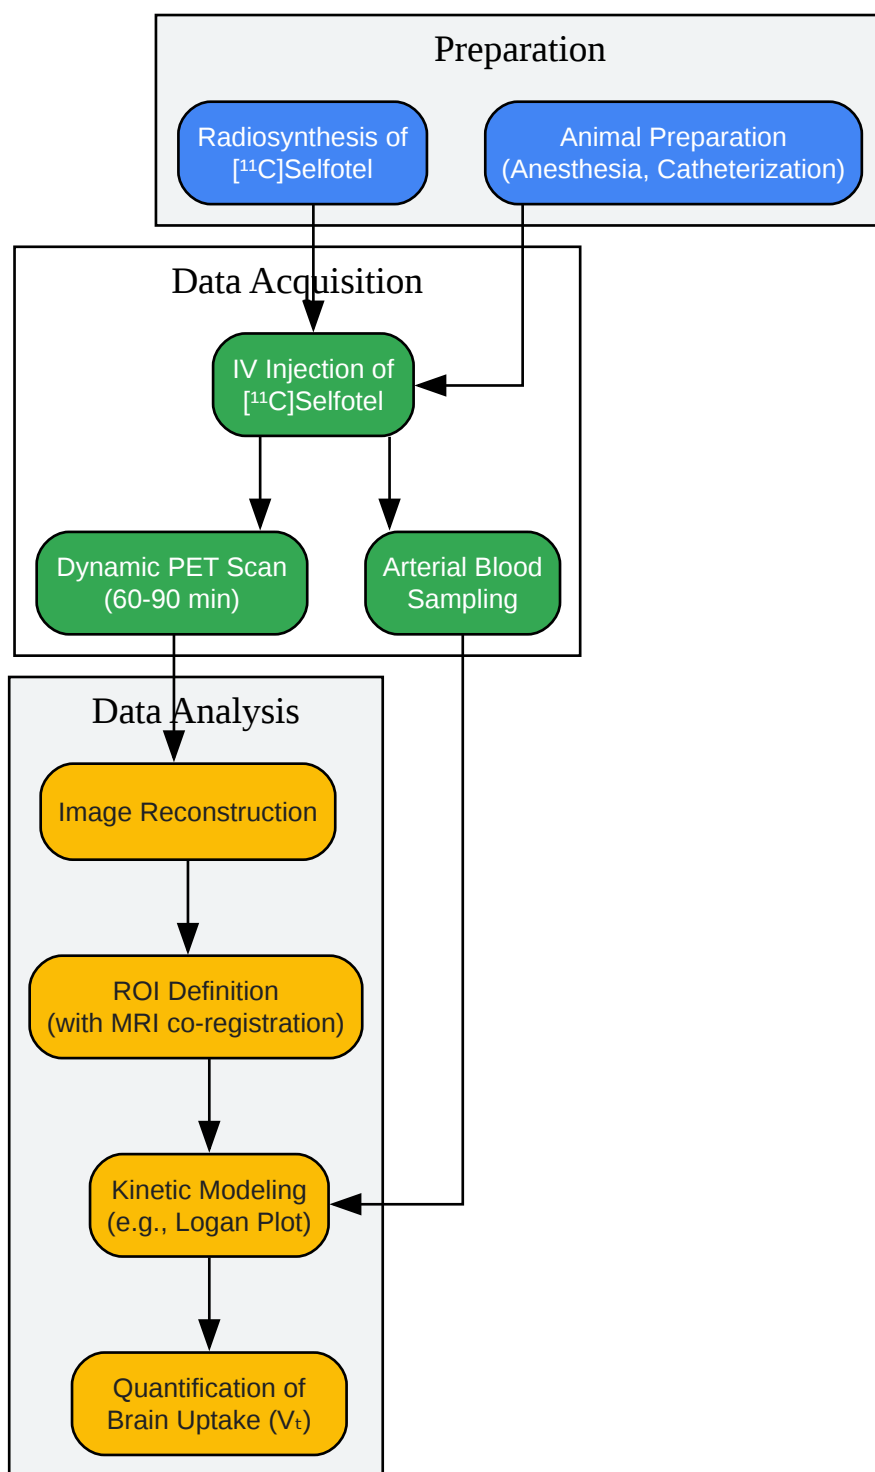 Preparation
Radiosynthesis of
[¹¹C]Selfotel
Animal Preparation
(Anesthesia, Catheterization)
Data Acquisition
IV Injection of
[¹¹C]Selfotel
Dynamic PET Scan
(60-90 min)
Arterial Blood
Sampling
Data Analysis
Image Reconstruction
ROI Definition
(with MRI co-registration)
Kinetic Modeling
(e.g., Logan Plot)
Quantification of
Brain Uptake (Vₜ)